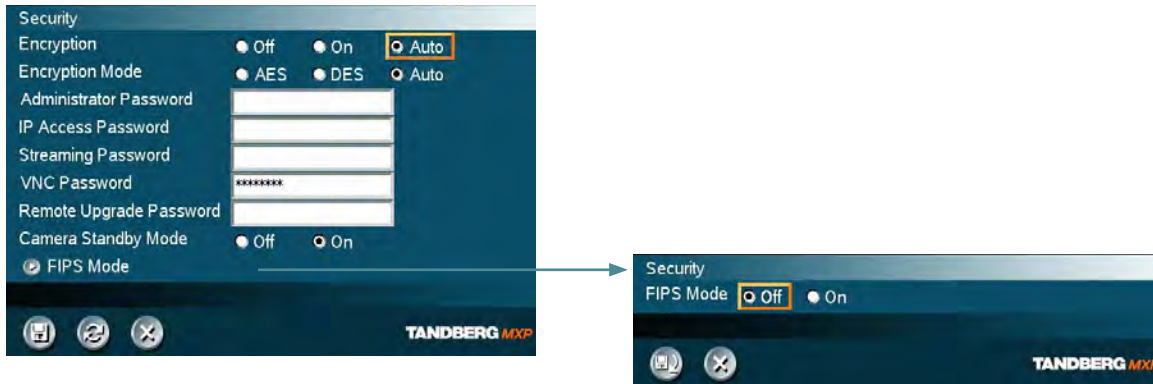 Security
Encryption Off On Auto
Encryption Mode AES DES Auto
Administrator Password
IP Access Password
Streaming Password
VNC Password ********
Remote Upgrade Password
Camera Standby Mode Off On
FIPS Mode
TANDBERG MXP
Security
FIPS Mode Off On
TANDBERG MXP